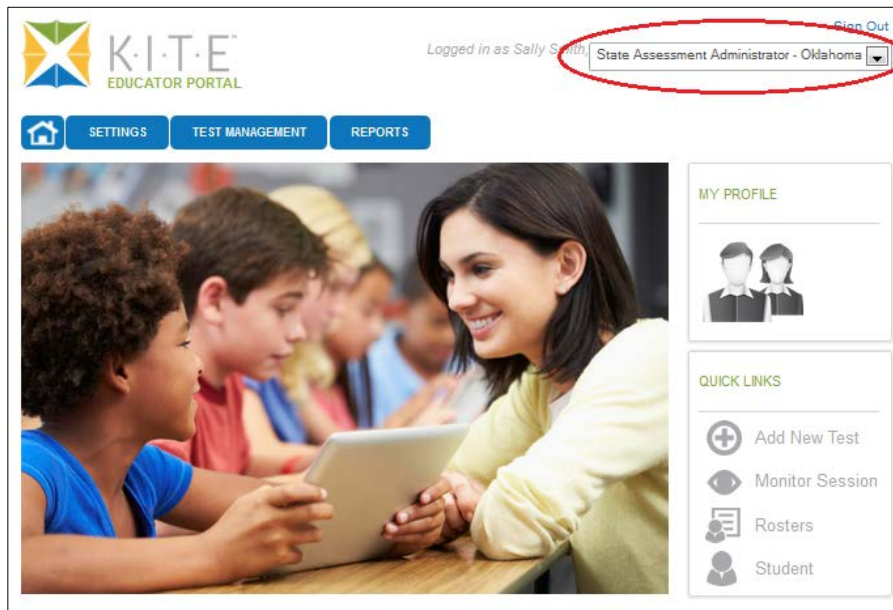 Sign Out
K·I·T·E™
EDUCATOR PORTAL
Logged in as Sally Smith,
State Assessment Administrator - Oklahoma
SETTINGS TEST MANAGEMENT REPORTS
MY PROFILE
QUICK LINKS
Add New Test
Monitor Session
Rosters
Student